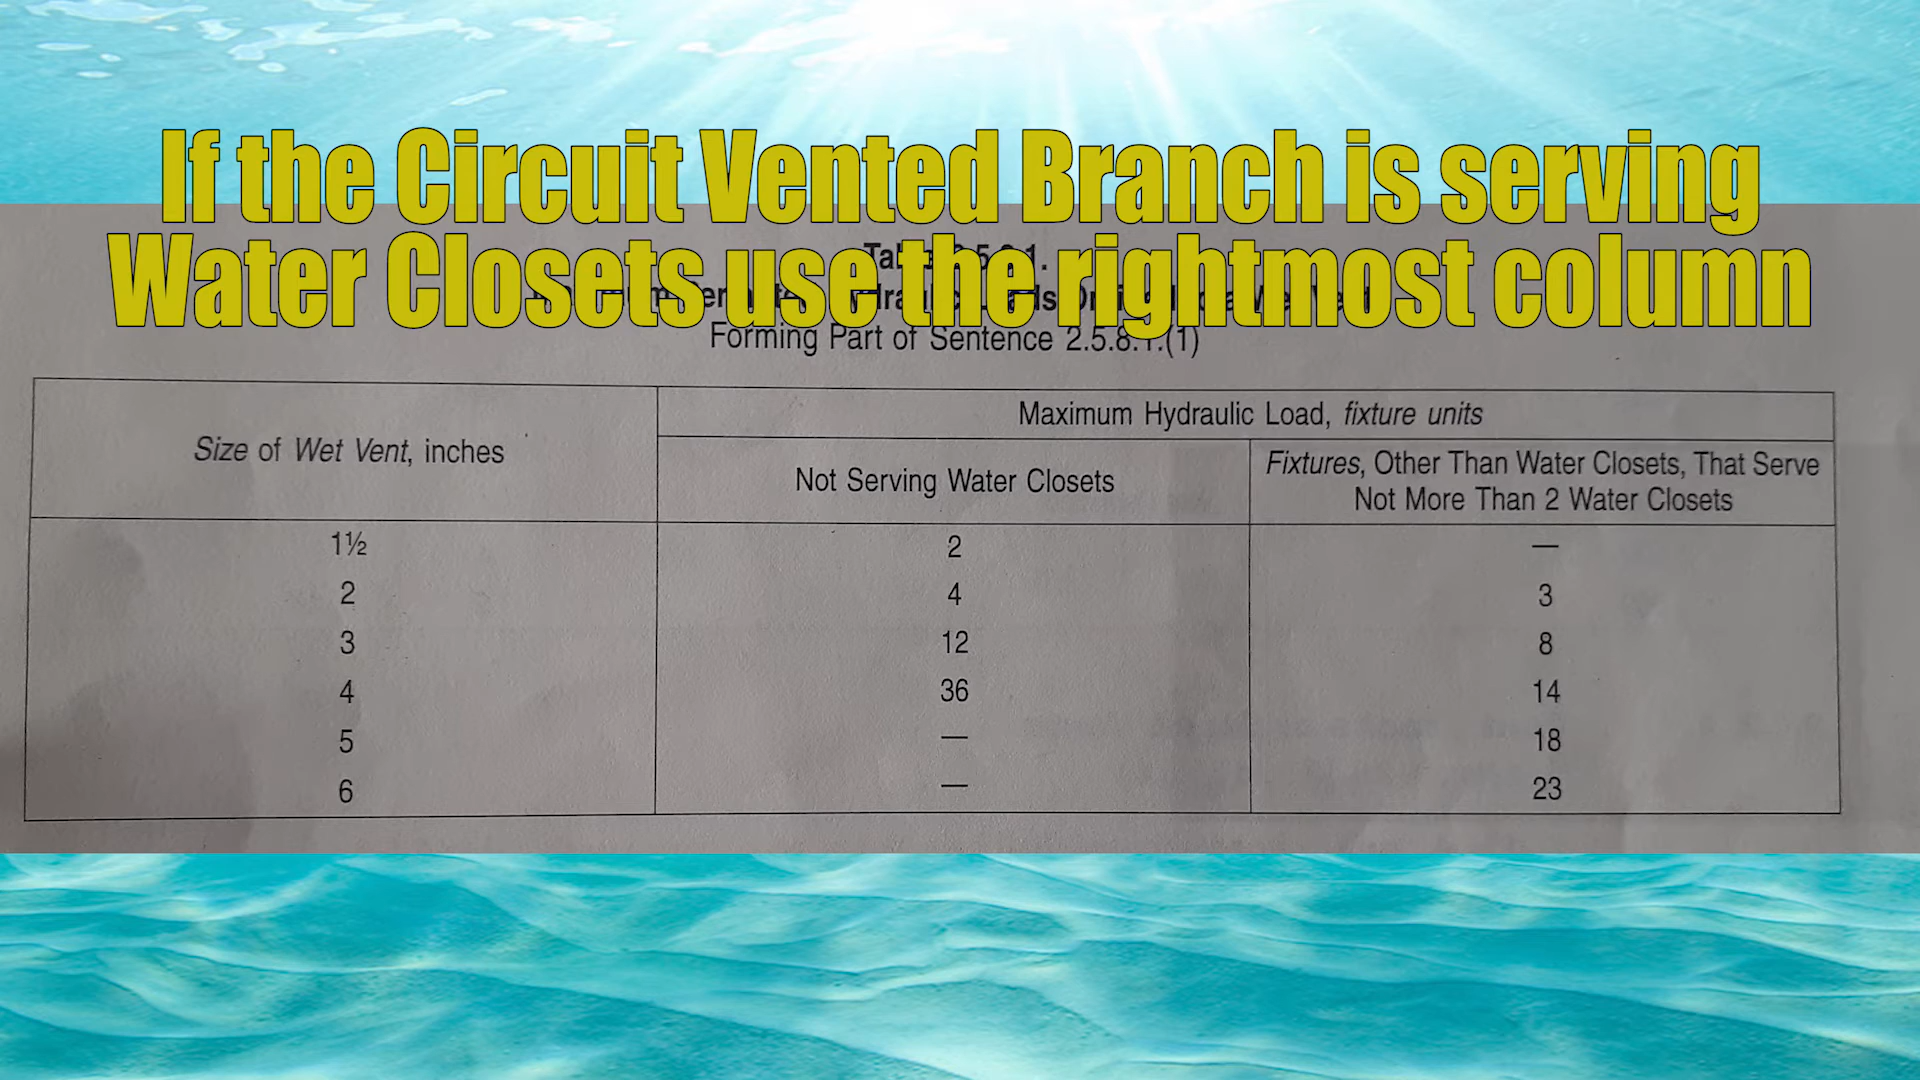 If the Circuit Vented Branch is serving
Water Closets use the rightmost column
Forming Part of Sentence 2.5.8.1.(1)
Size of Wet Vent, inches
Maximum Hydraulic Load, fixture units
Not Serving Water Closets
Fixtures, Other Than Water Closets, That Serve
Not More Than 2 Water Closets
1½ 2 —
2 4 3
3 12 8
4 36 14
5 — 18
6 — 23